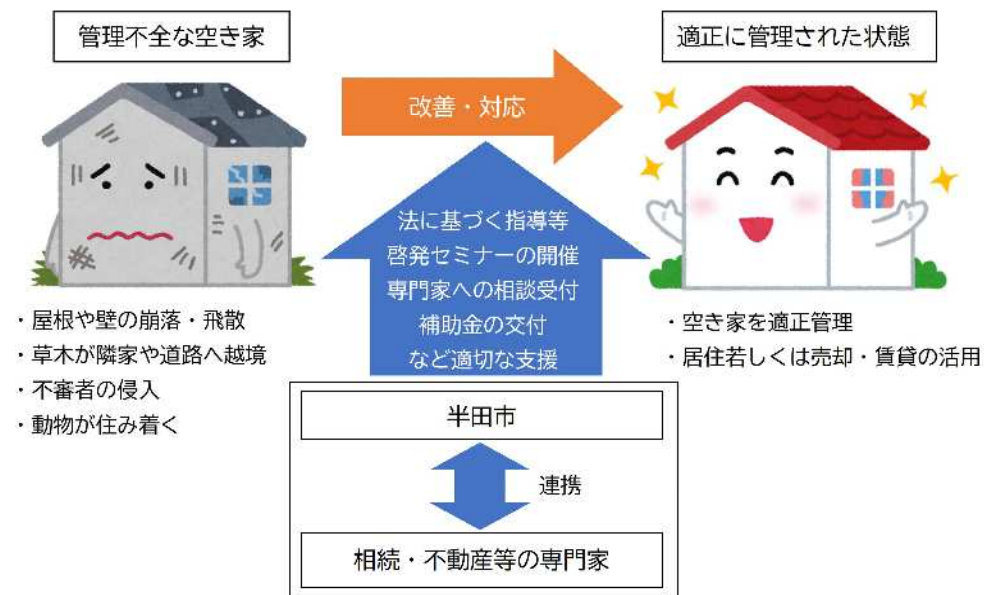 管理不全な空き家
適正に管理された状態
改善・対応
法に基づく指導等
啓発セミナーの開催
専門家への相談受付
補助金の交付
など適切な支援
・屋根や壁の崩落・飛散
・草木が隣家や道路へ越境
・不審者の侵入
・動物が住み着く
・空き家を適正管理
・居住若しくは売却・賃貸の活用
半田市
連携
相続・不動産等の専門家